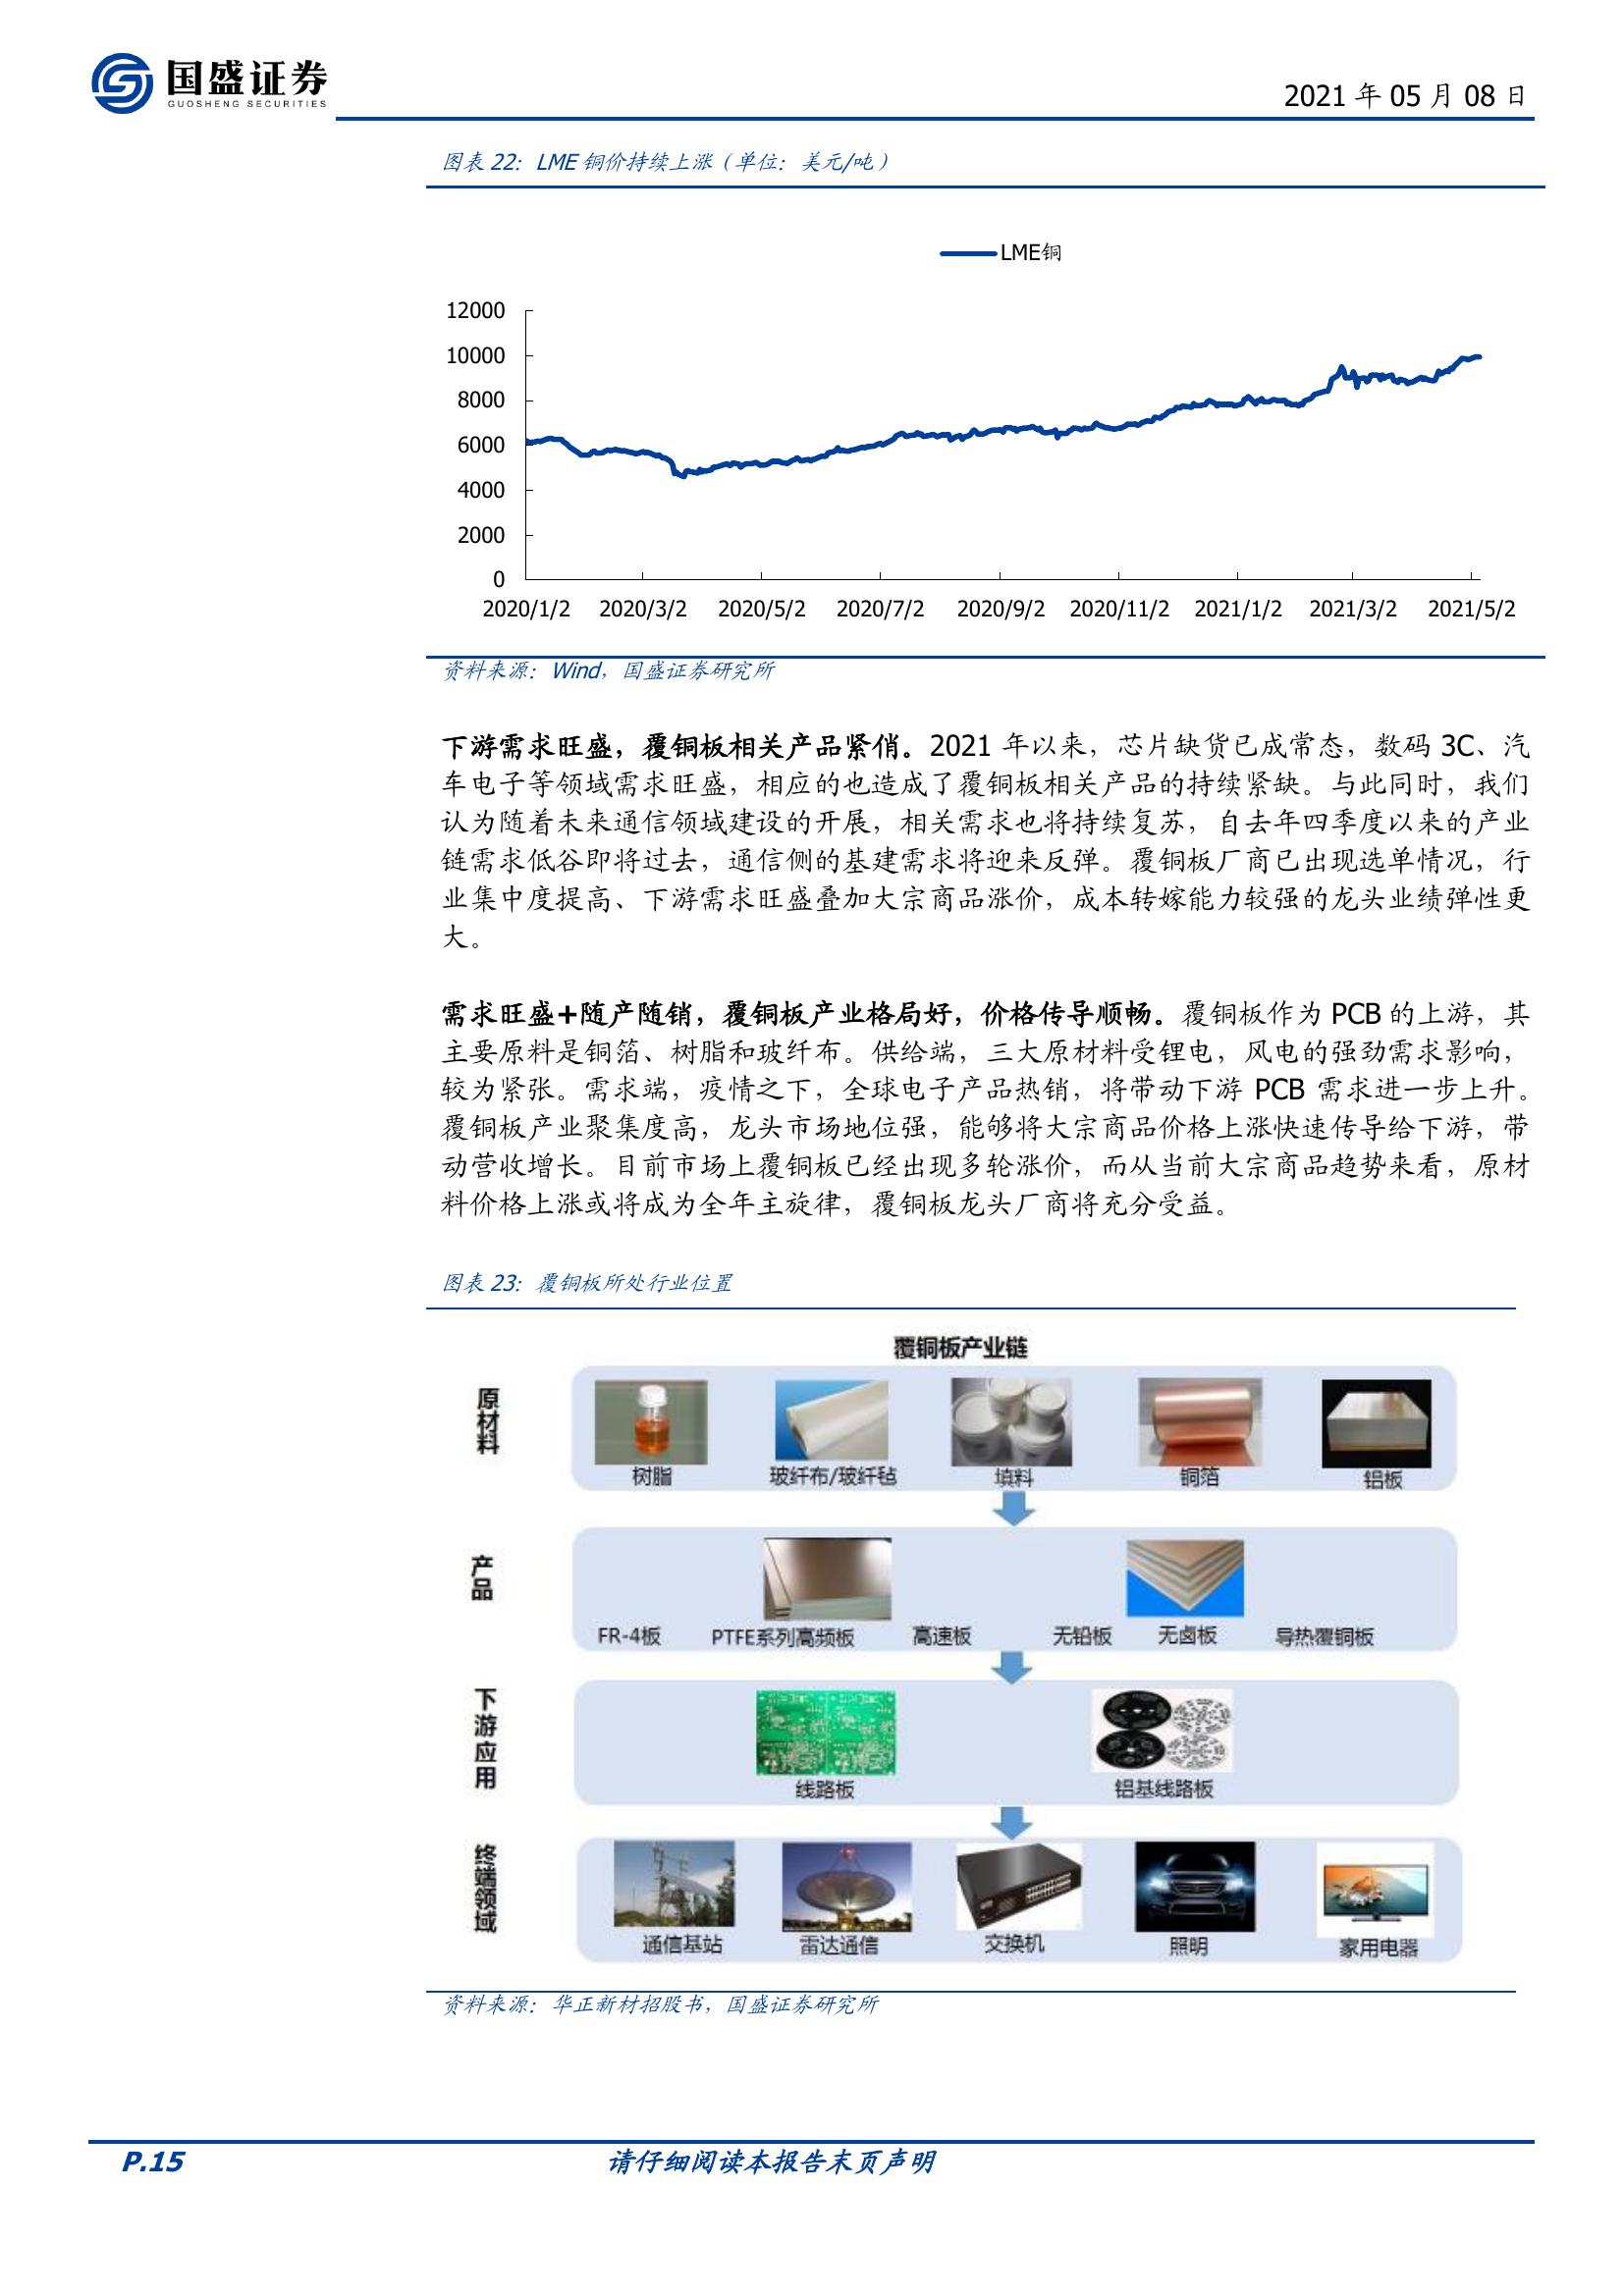 国盛证券
GUOSHENG SECURITIES
2021 年 05 月 08 日
图表 22：LME 铜价持续上涨（单位：美元/吨）
LME铜
12000
10000
8000
6000
4000
2000
0
2020/1/2 2020/3/2 2020/5/2 2020/7/2 2020/9/2 2020/11/2 2021/1/2 2021/3/2 2021/5/2
资料来源：Wind，国盛证券研究所
下游需求旺盛，覆铜板相关产品紧俏。2021 年以来，芯片缺货已成常态，数码 3C、汽
车电子等领域需求旺盛，相应的也造成了覆铜板相关产品的持续紧缺。与此同时，我们
认为随着未来通信领域建设的开展，相关需求也将持续复苏，自去年四季度以来的产业
链需求低谷即将过去，通信侧的基建需求将迎来反弹。覆铜板厂商已出现选单情况，行
业集中度提高、下游需求旺盛叠加大宗商品涨价，成本转嫁能力较强的龙头业绩弹性更
大。
需求旺盛+随产随销，覆铜板产业格局好，价格传导顺畅。覆铜板作为 PCB 的上游，其
主要原料是铜箔、树脂和玻纤布。供给端，三大原材料受锂电，风电的强劲需求影响，
较为紧张。需求端，疫情之下，全球电子产品热销，将带动下游 PCB 需求进一步上升。
覆铜板产业聚集度高，龙头市场地位强，能够将大宗商品价格上涨快速传导给下游，带
动营收增长。目前市场上覆铜板已经出现多轮涨价，而从当前大宗商品趋势来看，原材
料价格上涨或将成为全年主旋律，覆铜板龙头厂商将充分受益。
图表 23：覆铜板所处行业位置
覆铜板产业链
原材料
树脂 玻纤布/玻纤毡 填料 铜箔 铝板
产品
FR-4板 PTFE系列高频板 高速板 无铅板 无卤板 导热覆铜板
下游应用
线路板 铝基线路板
终端领域
通信基站 雷达通信 交换机 照明 家用电器
资料来源：华正新材招股书，国盛证券研究所
P.15 请仔细阅读本报告末页声明